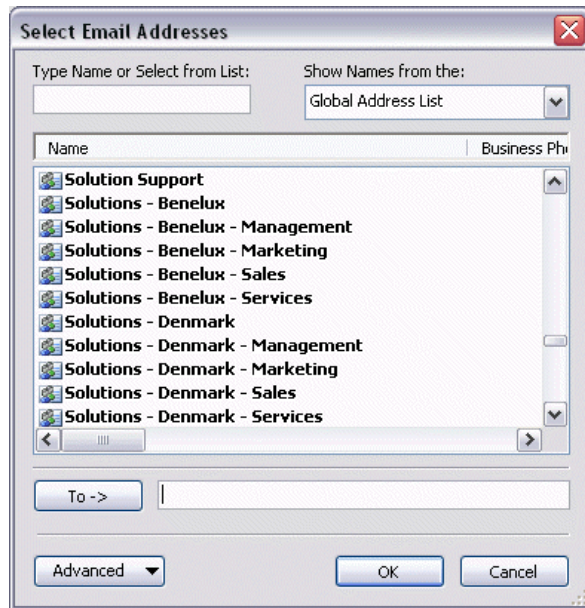 Select Email Addresses
Type Name or Select from List:
Show Names from the:
Global Address List
Name
Business Pho
Solution Support
Solutions - Benelux
Solutions - Benelux - Management
Solutions - Benelux - Marketing
Solutions - Benelux - Sales
Solutions - Benelux - Services
Solutions - Denmark
Solutions - Denmark - Management
Solutions - Denmark - Marketing
Solutions - Denmark - Sales
Solutions - Denmark - Services
To ->
Advanced
OK
Cancel